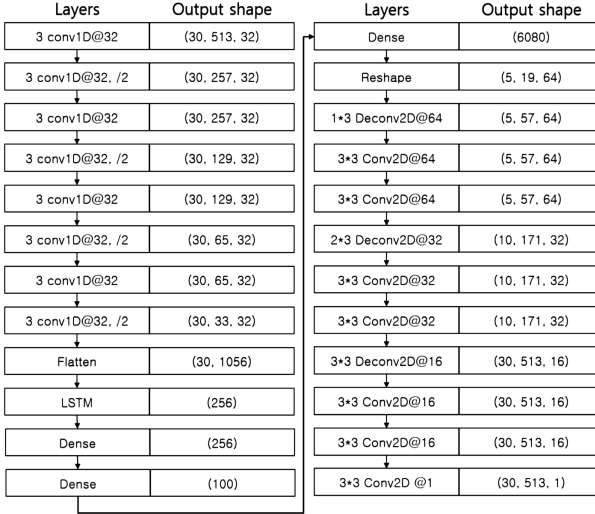 Layers Output shape
3 conv1D@32 (30, 513, 32)
3 conv1D@32, /2 (30, 257, 32)
3 conv1D@32 (30, 257, 32)
3 conv1D@32, /2 (30, 129, 32)
3 conv1D@32 (30, 129, 32)
3 conv1D@32, /2 (30, 65, 32)
3 conv1D@32 (30, 65, 32)
3 conv1D@32, /2 (30, 33, 32)
Flatten (30, 1056)
LSTM (256)
Dense (256)
Dense (100)
Layers Output shape
Dense (6080)
Reshape (5, 19, 64)
1*3 Deconv2D@64 (5, 57, 64)
3*3 Conv2D@64 (5, 57, 64)
3*3 Conv2D@64 (5, 57, 64)
2*3 Deconv2D@32 (10, 171, 32)
3*3 Conv2D@32 (10, 171, 32)
3*3 Conv2D@32 (10, 171, 32)
3*3 Deconv2D@16 (30, 513, 16)
3*3 Conv2D@16 (30, 513, 16)
3*3 Conv2D@16 (30, 513, 16)
3*3 Conv2D @1 (30, 513, 1)